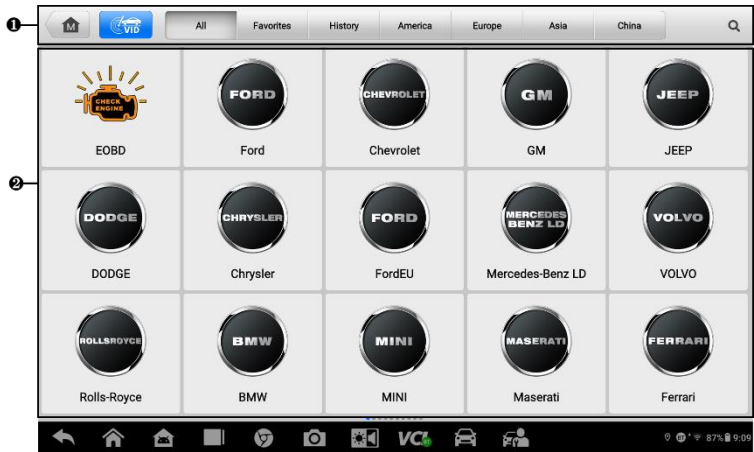 ❶
M
VID
All Favorites History America Europe Asia China
❷
CHECK
ENGINE
EOBD
FORD
Ford
CHEVROLET
Chevrolet
GM
GM
JEEP
JEEP
DODGE
DODGE
CHRYSLER
Chrysler
FORD
FordEU
MERCEDES
BENZ LD
Mercedes-Benz LD
VOLVO
VOLVO
ROLLSROYCE
Rolls-Royce
BMW
BMW
MINI
MINI
MASERATI
Maserati
FERRARI
Ferrari
VCI
87% 9:09